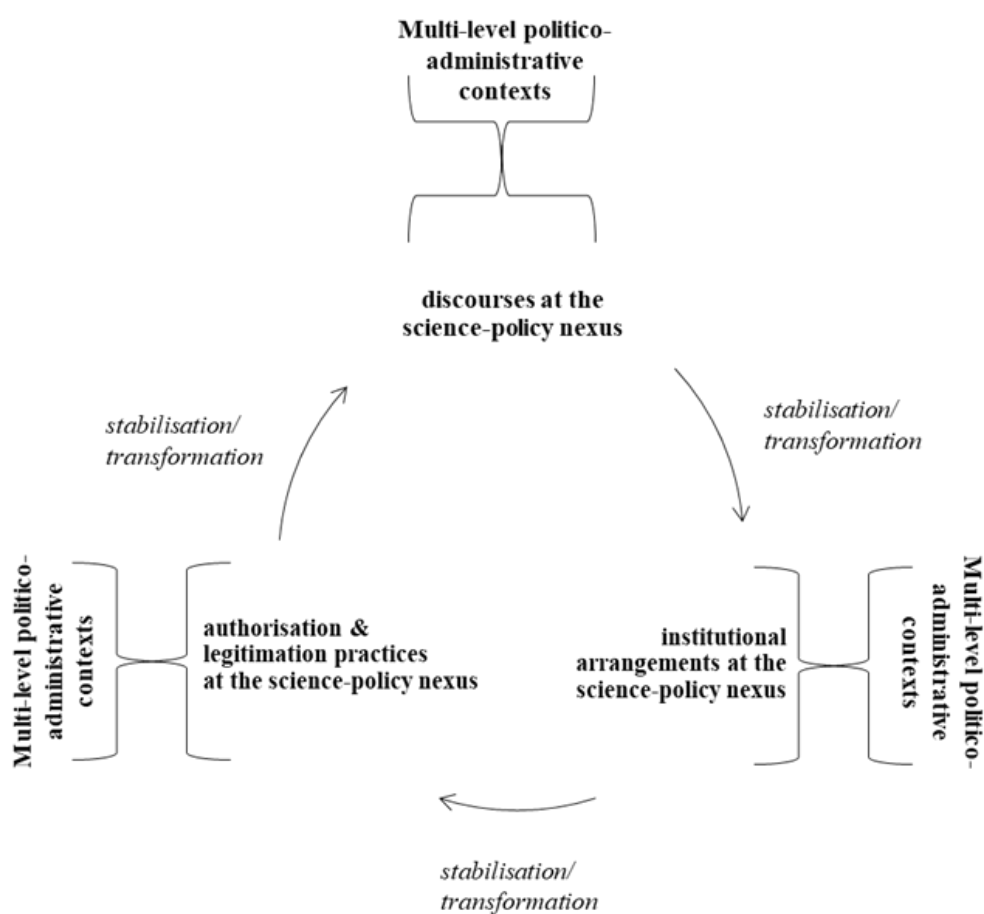 Multi-level politico-
administrative
contexts
discourses at the
science-policy nexus
stabilisation/
transformation
stabilisation/
transformation
Multi-level politico-
administrative
contexts
authorisation &
legitimation practices
at the science-policy nexus
institutional
arrangements at the
science-policy nexus
Multi-level politico-
administrative
contexts
stabilisation/
transformation